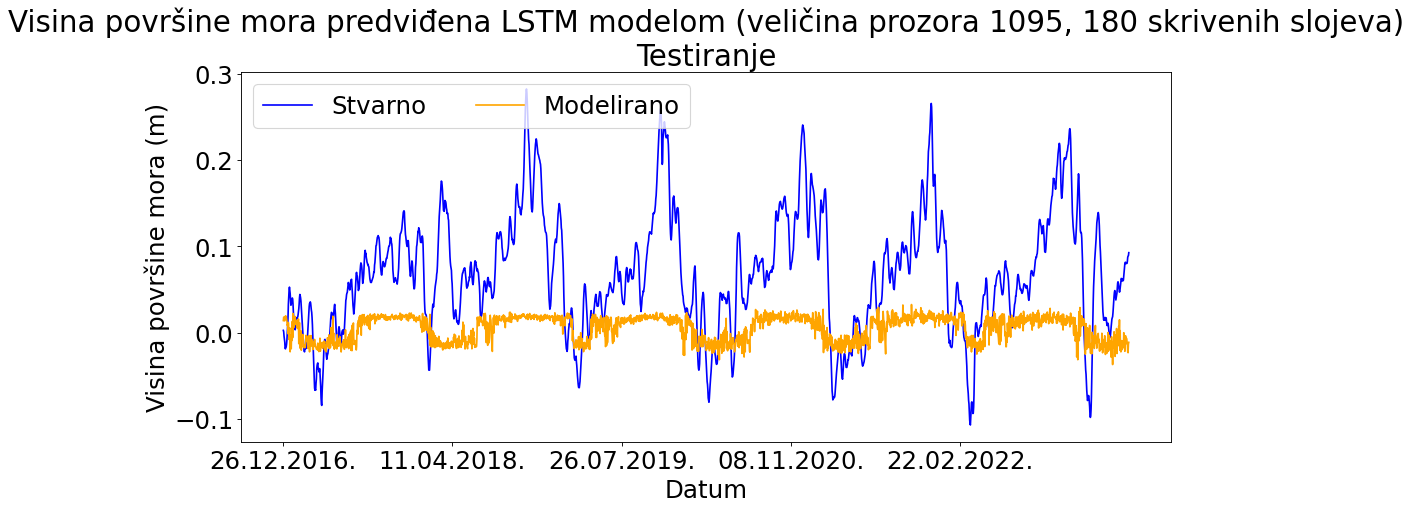 Visina površine mora predviđena LSTM modelom (veličina prozora 1095, 180 skrivenih slojeva)
Testiranje
Stvarno Modelirano
Visina površine mora (m)
0.3
0.2
0.1
0.0
−0.1
26.12.2016. 11.04.2018. 26.07.2019. 08.11.2020. 22.02.2022.
Datum